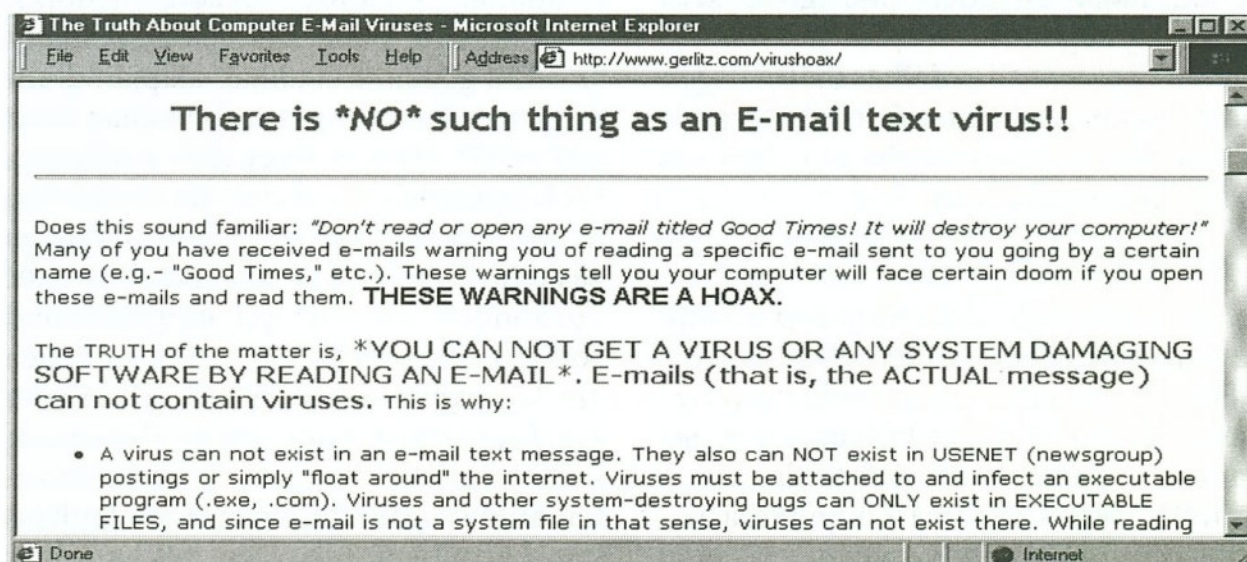 The Truth About Computer E-Mail Viruses - Microsoft Internet Explorer
File Edit View Favorites Tools Help Address http://www.gerlitz.com/virushoax/
There is *NO* such thing as an E-mail text virus!!
Does this sound familiar: "Don't read or open any e-mail titled Good Times! It will destroy your computer!"
Many of you have received e-mails warning you of reading a specific e-mail sent to you going by a certain
name (e.g.- "Good Times," etc.). These warnings tell you your computer will face certain doom if you open
these e-mails and read them. THESE WARNINGS ARE A HOAX.
The TRUTH of the matter is, *YOU CAN NOT GET A VIRUS OR ANY SYSTEM DAMAGING
SOFTWARE BY READING AN E-MAIL*. E-mails (that is, the ACTUAL message)
can not contain viruses. This is why:
• A virus can not exist in an e-mail text message. They also can NOT exist in USENET (newsgroup)
postings or simply "float around" the internet. Viruses must be attached to and infect an executable
program (.exe, .com). Viruses and other system-destroying bugs can ONLY exist in EXECUTABLE
FILES, and since e-mail is not a system file in that sense, viruses can not exist there. While reading
Done Internet